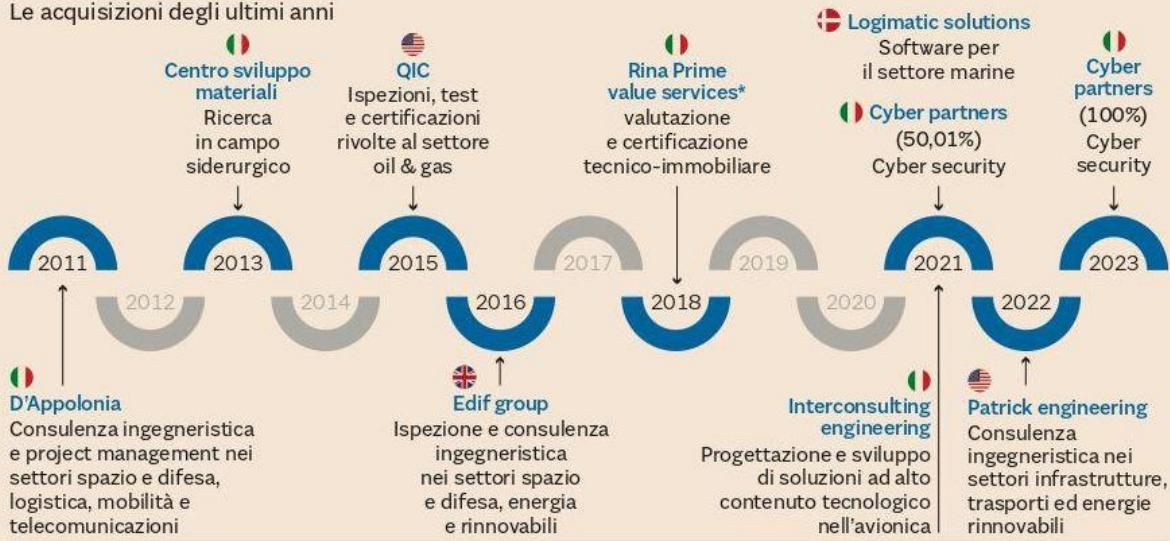 Le acquisizioni degli ultimi anni
Centro sviluppo
materiali
Ricerca
in campo
siderurgico
QIC
Ispezioni, test
e certificazioni
rivolte al settore
oil & gas
Rina Prime
value services*
valutazione
e certificazione
tecnico-immobiliare
Logimatic solutions
Software per
il settore marine
Cyber partners
(50,01%)
Cyber security
Cyber
partners
(100%)
Cyber
security
2011
2012
2013
2014
2015
2016
2017
2018
2019
2020
2021
2022
2023
D'Appolonia
Consulenza ingegneristica
e project management nei
settori spazio e difesa,
logistica, mobilità e
telecomunicazioni
Edif group
Ispezione e consulenza
ingegneristica
nei settori spazio
e difesa, energia
e rinnovabili
Interconsulting
engineering
Progettazione e sviluppo
di soluzioni ad alto
contenuto tecnologico
nell'avionica
Patrick engineering
Consulenza
ingegneristica nei
settori infrastrutture,
trasporti ed energie
rinnovabili